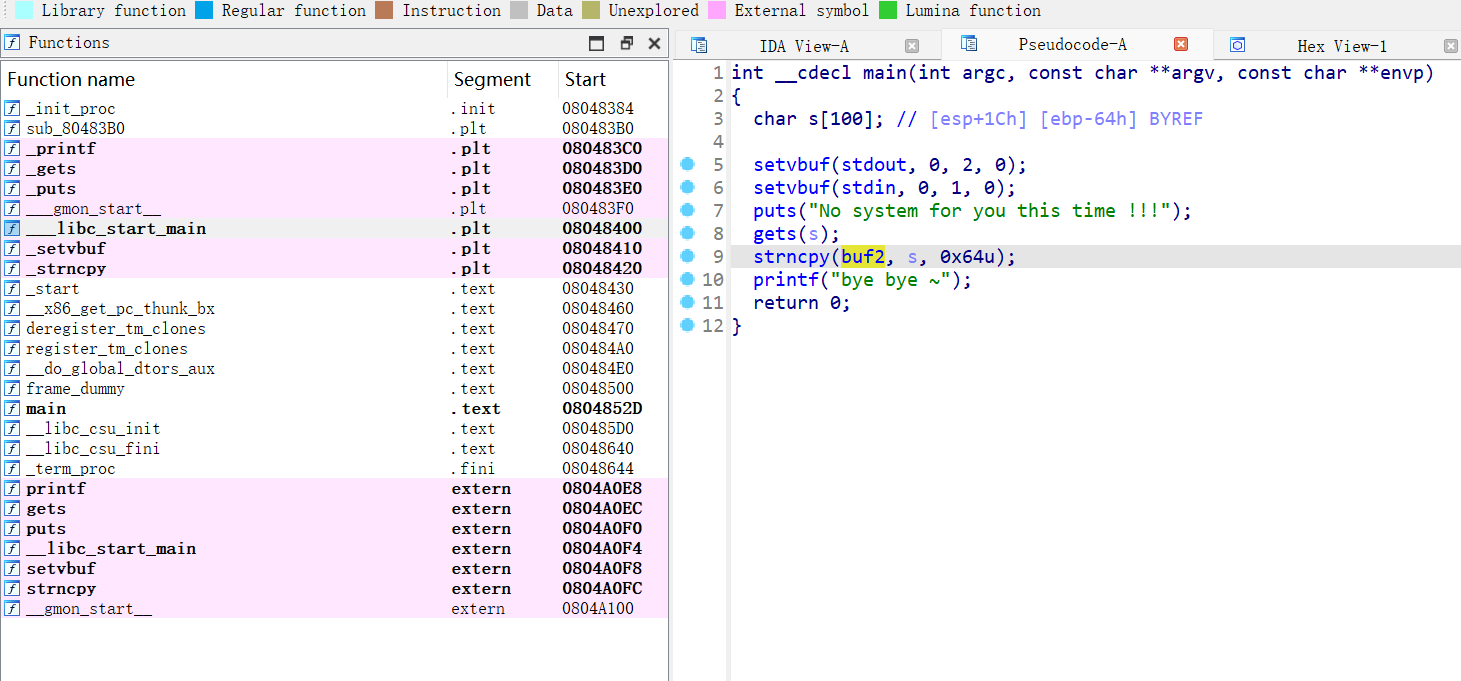 Library function Regular function Instruction Data Unexplored External symbol Lumina function
Functions
Function name Segment Start
_init_proc .init 08048384
sub_80483B0 .plt 080483B0
_printf .plt 080483C0
_gets .plt 080483D0
_puts .plt 080483E0
___gmon_start__ .plt 080483F0
___libc_start_main .plt 08048400
_setvbuf .plt 08048410
_strncpy .plt 08048420
_start .text 08048430
__x86_get_pc_thunk_bx .text 08048460
deregister_tm_clones .text 08048470
register_tm_clones .text 080484A0
__do_global_dtors_aux .text 080484E0
frame_dummy .text 08048500
main .text 0804852D
__libc_csu_init .text 080485D0
__libc_csu_fini .text 08048640
_term_proc .fini 08048644
printf extern 0804A0E8
gets extern 0804A0EC
puts extern 0804A0F0
__libc_start_main extern 0804A0F4
setvbuf extern 0804A0F8
strncpy extern 0804A0FC
__gmon_start__ extern 0804A100
IDA View-A Pseudocode-A Hex View-1
1 int __cdecl main(int argc, const char **argv, const char **envp)
2 {
3 char s[100]; // [esp+1Ch] [ebp-64h] BYREF
4
5 setvbuf(stdout, 0, 2, 0);
6 setvbuf(stdin, 0, 1, 0);
7 puts("No system for you this time !!!");
8 gets(s);
9 strncpy(buf2, s, 0x64u);
10 printf("bye bye ~");
11 return 0;
12 }